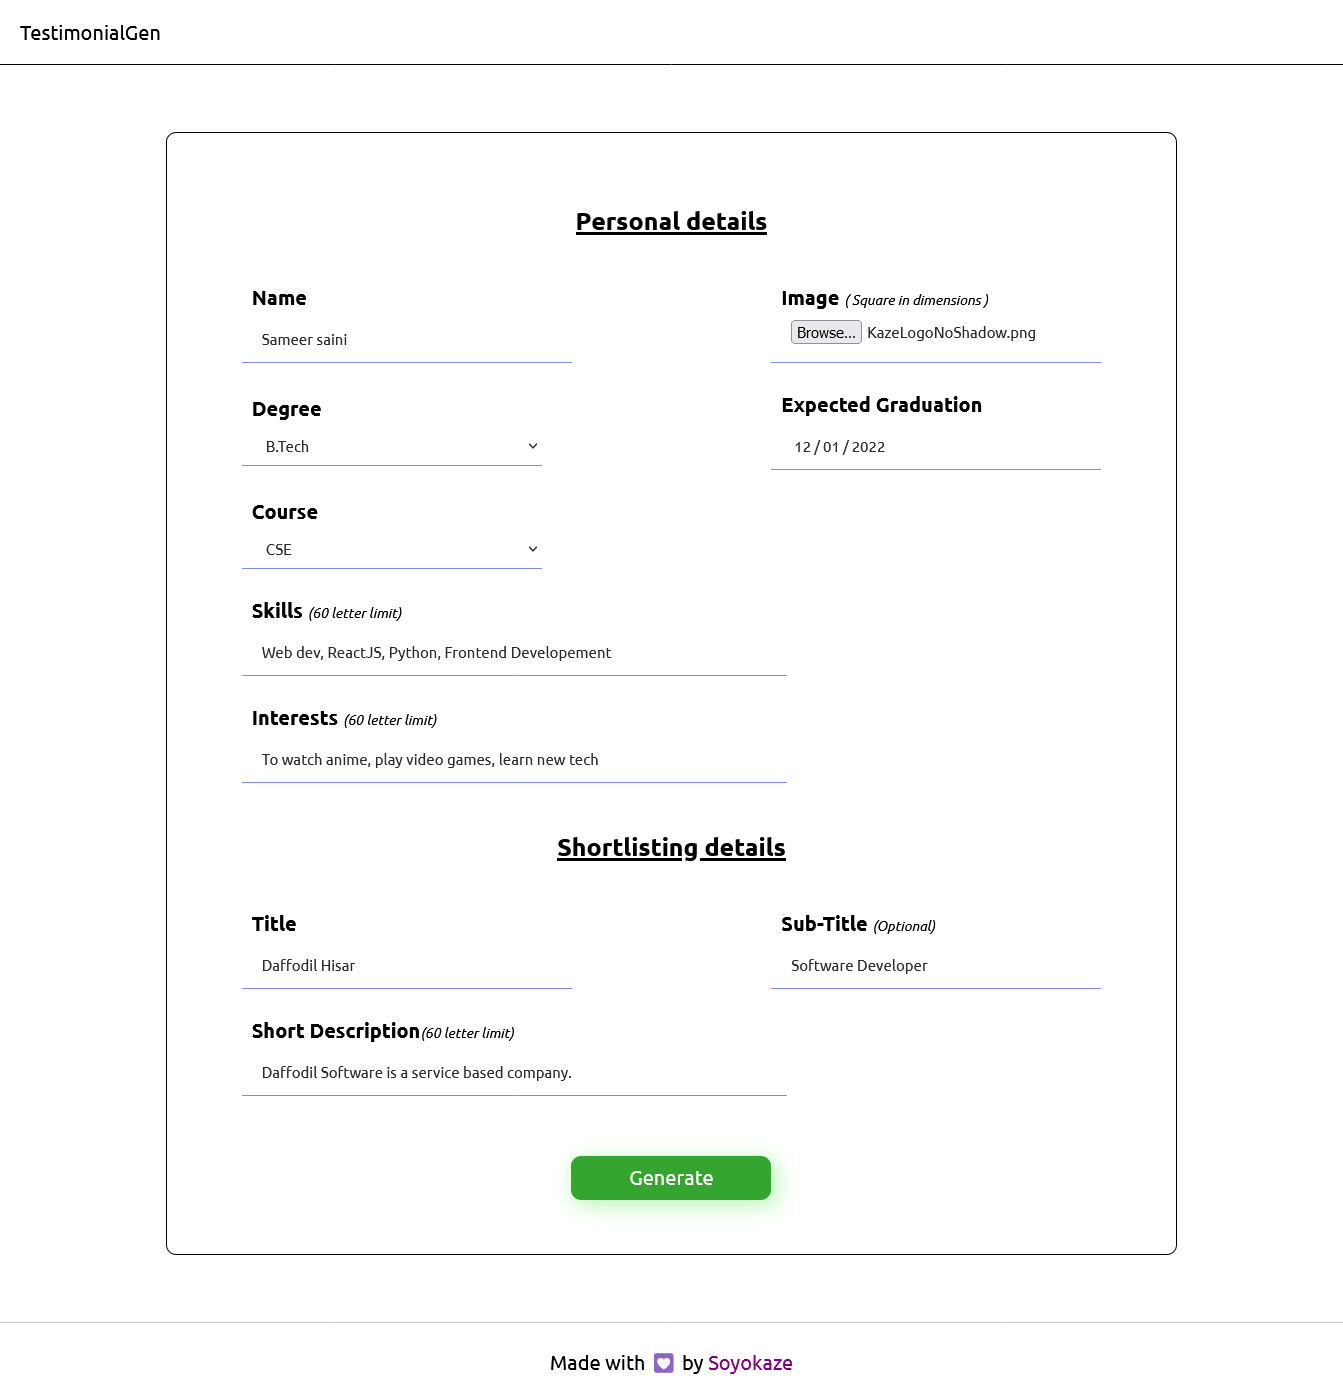 TestimonialGen
Personal details
Name
Image ( Square in dimensions )
Sameer saini
Browse... KazeLogoNoShadow.png
Degree
Expected Graduation
B.Tech
12 / 01 / 2022
Course
CSE
Skills (60 letter limit)
Web dev, ReactJS, Python, Frontend Developement
Interests (60 letter limit)
To watch anime, play video games, learn new tech
Shortlisting details
Title
Sub-Title (Optional)
Daffodil Hisar
Software Developer
Short Description(60 letter limit)
Daffodil Software is a service based company.
Generate
Made with 💟 by Soyokaze